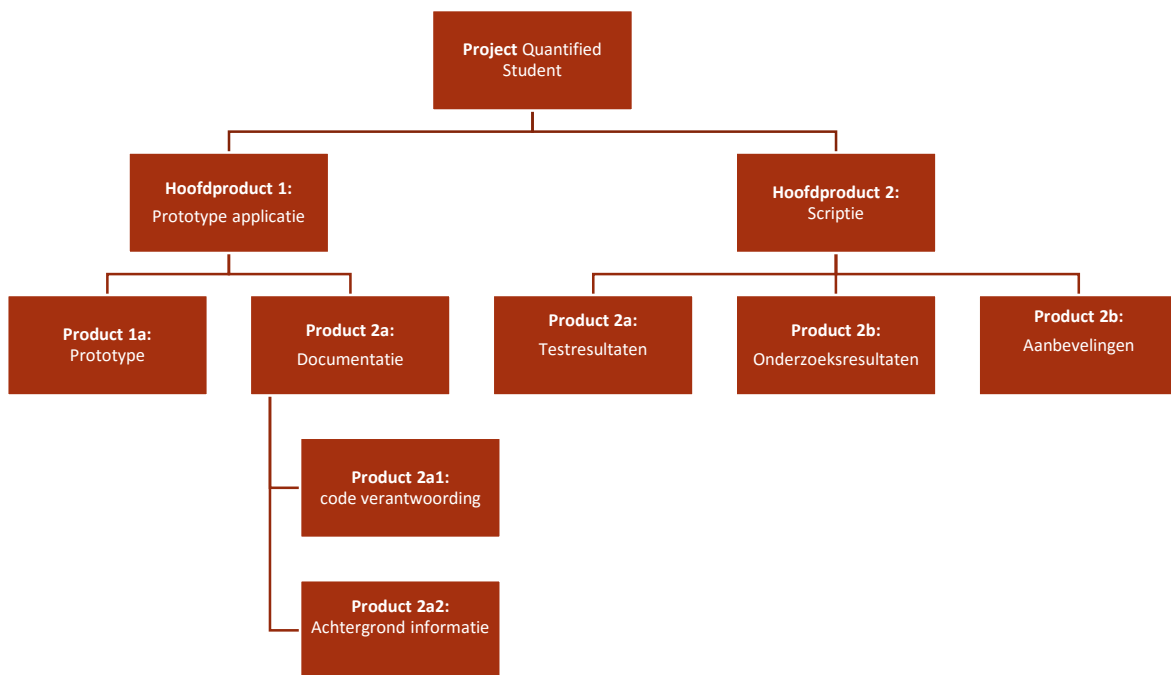 Project Quantified
Student
Hoofdproduct 1:
Prototype applicatie
Hoofdproduct 2:
Scriptie
Product 1a:
Prototype
Product 2a:
Documentatie
Product 2a:
Testresultaten
Product 2b:
Onderzoeksresultaten
Product 2b:
Aanbevelingen
Product 2a1:
code verantwoording
Product 2a2:
Achtergrond informatie